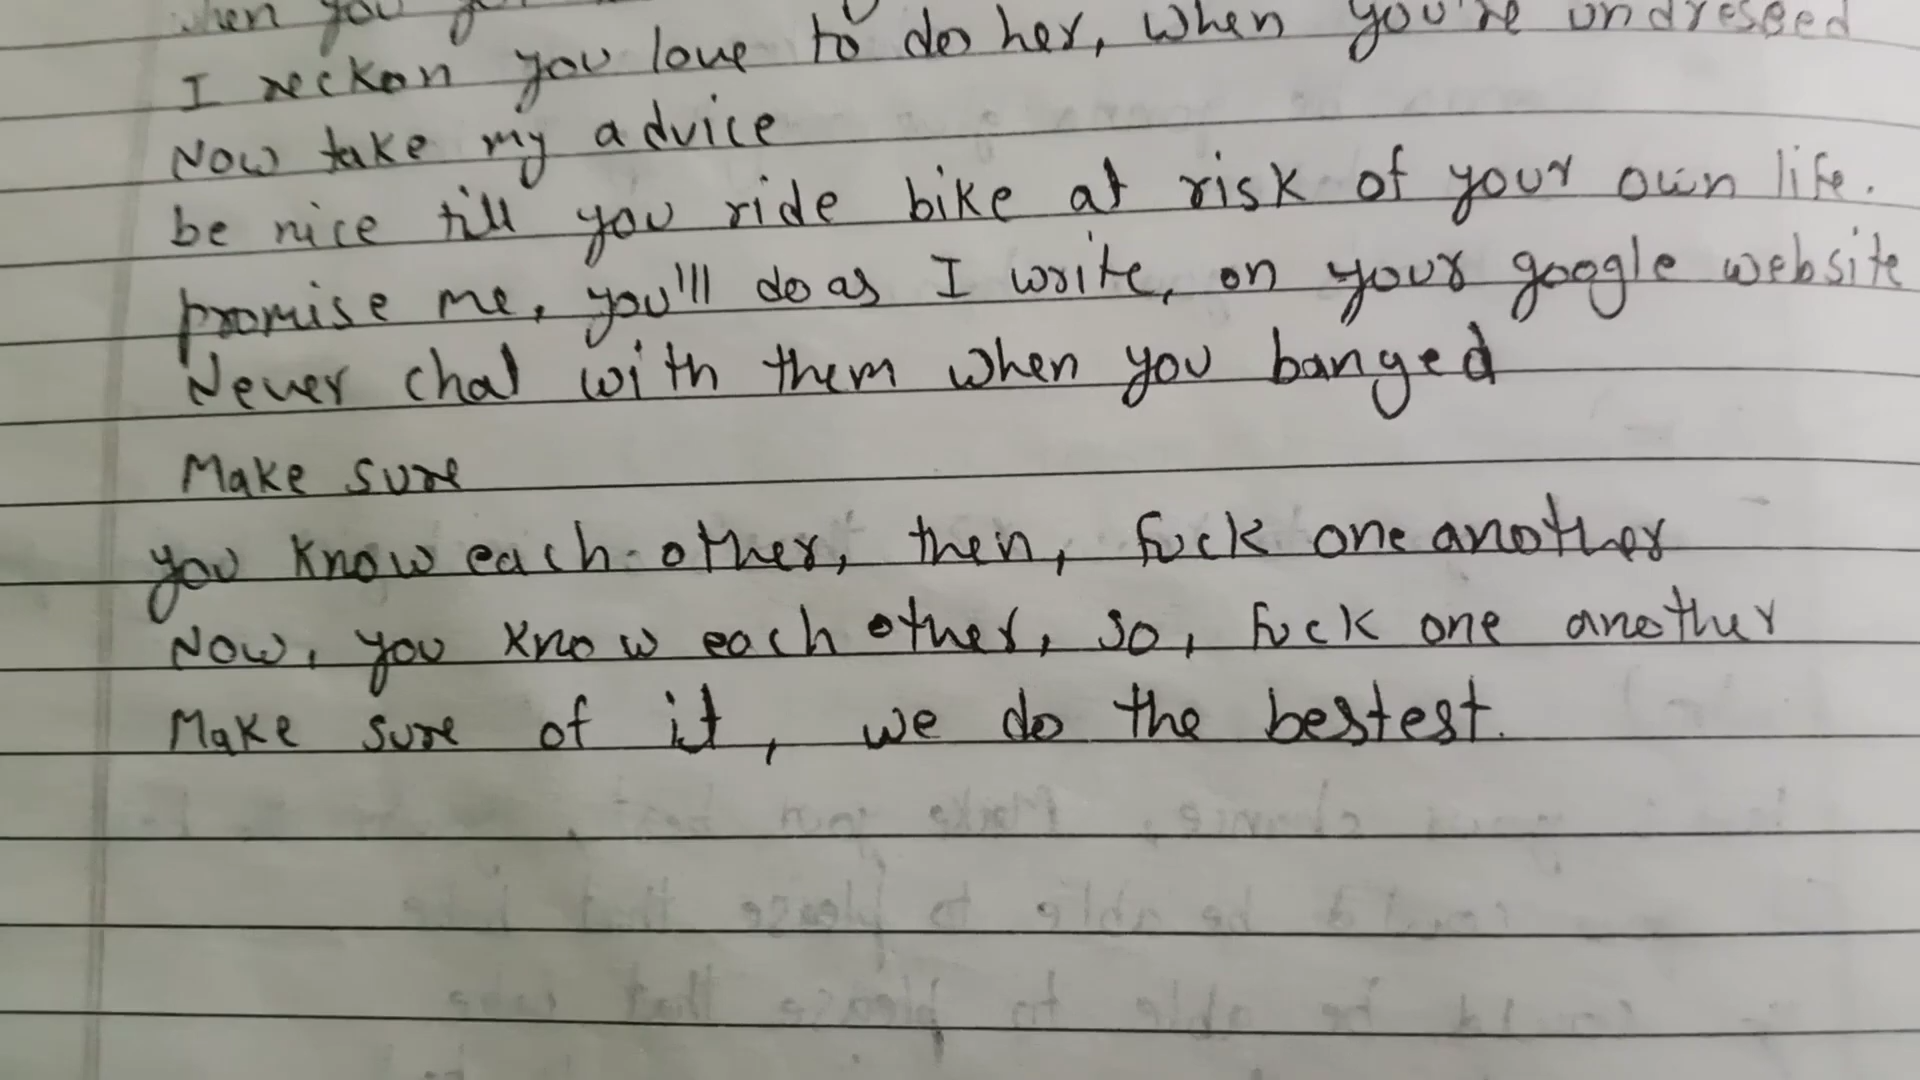 when you
I reckon you love to do her, when you're undressed
Now take my advice
be nice till you ride bike at risk of your own life.
promise me, you'll do as I write, on your google website
Never chat with them when you banged
Make sure
you know each other, then, fuck one another
Now, you know each other, so, fuck one another
Make sure of it, we do the bestest.